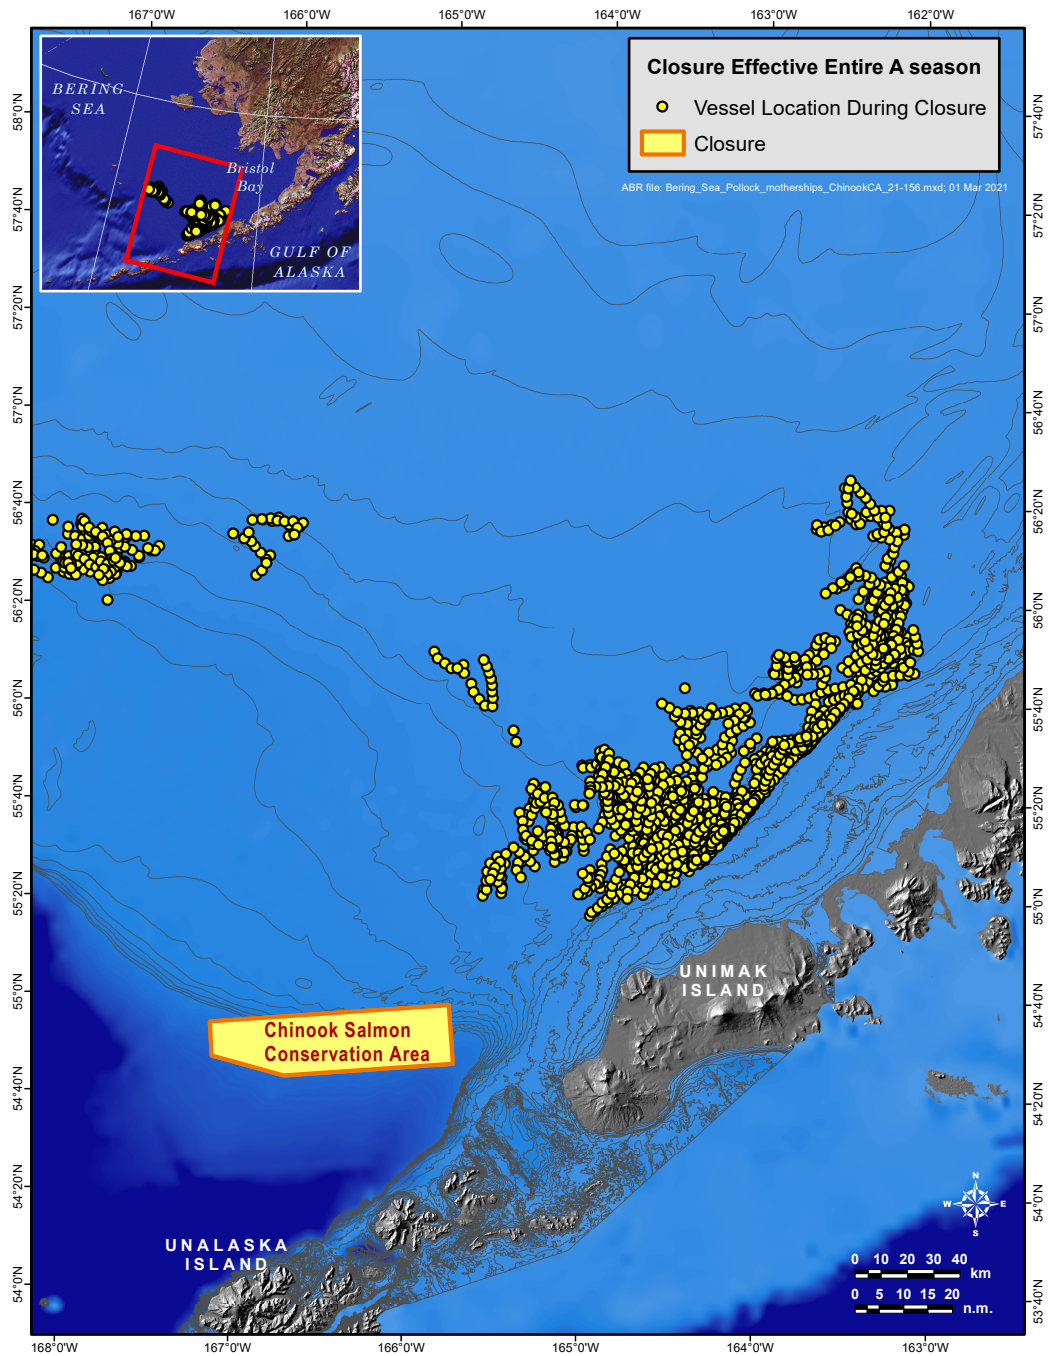 167°0'W
166°0'W
165°0'W
164°0'W
163°0'W
162°0'W
BERING
SEA
Bristol
Bay
GULF OF
ALASKA
Closure Effective Entire A season
Vessel Location During Closure
Closure
ABR file: Bering_Sea_Pollock_motherships_ChinookCA_21-156.mxd; 01 Mar 2021
58°0'N
57°40'N
57°20'N
57°0'N
56°40'N
56°20'N
56°0'N
55°40'N
55°20'N
55°0'N
54°40'N
54°20'N
54°0'N
57°40'N
57°20'N
57°0'N
56°40'N
56°20'N
56°0'N
55°40'N
55°20'N
55°0'N
54°40'N
54°20'N
54°0'N
53°40'N
UNIMAK
ISLAND
Chinook Salmon
Conservation Area
UNALASKA
ISLAND
N
W E
S
0 10 20 30 40
km
0 5 10 15 20
n.m.
168°0'W
167°0'W
166°0'W
165°0'W
164°0'W
163°0'W